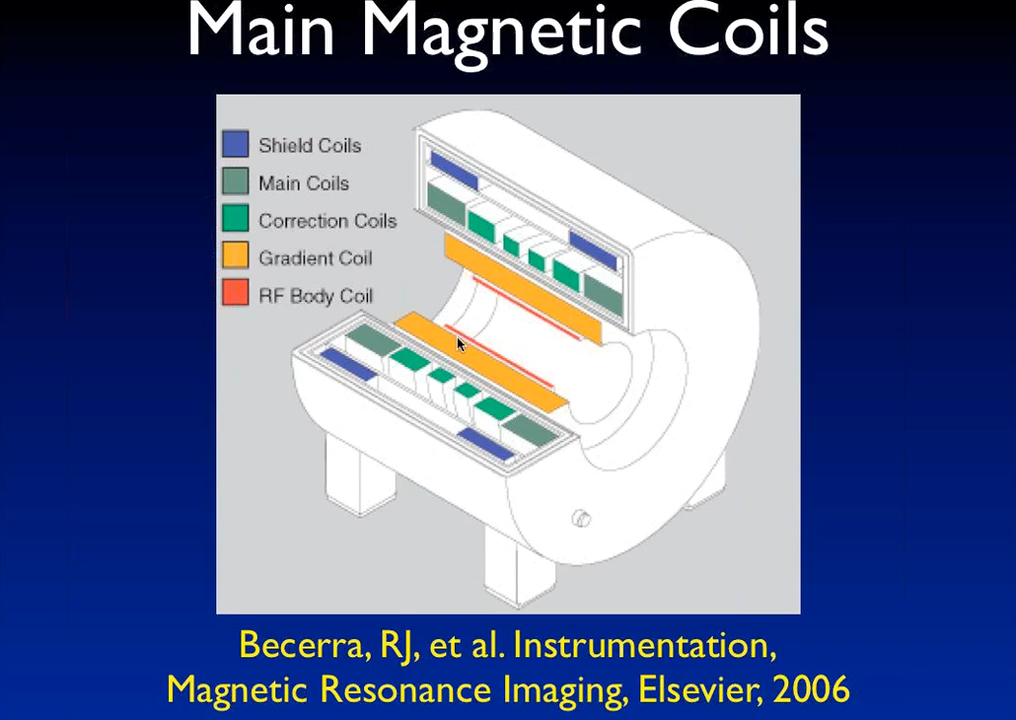 Main Magnetic Coils
Shield Coils
Main Coils
Correction Coils
Gradient Coil
RF Body Coil
Becerra, RJ, et al. Instrumentation,
Magnetic Resonance Imaging, Elsevier, 2006